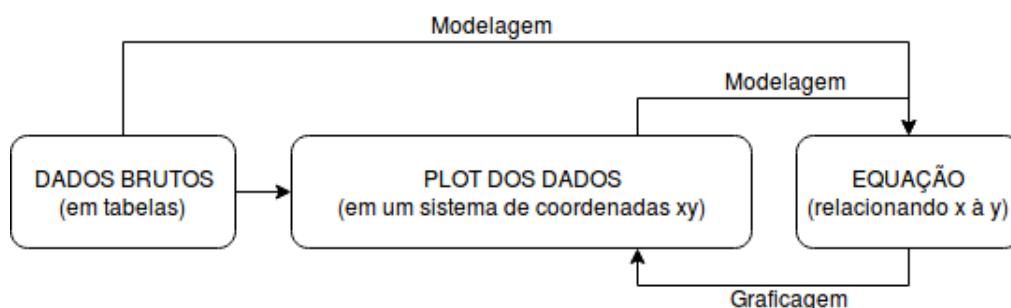 Modelagem
Modelagem
DADOS BRUTOS
(em tabelas)
PLOT DOS DADOS
(em um sistema de coordenadas xy)
EQUAÇÃO
(relacionando x à y)
Graficagem